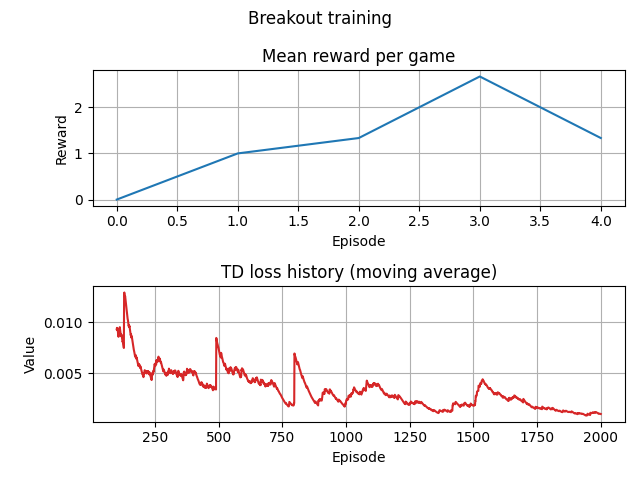 Breakout training
Mean reward per game
2
1
0
Reward
0.0 0.5 1.0 1.5 2.0 2.5 3.0 3.5 4.0
Episode
TD loss history (moving average)
0.010
0.005
Value
250 500 750 1000 1250 1500 1750 2000
Episode